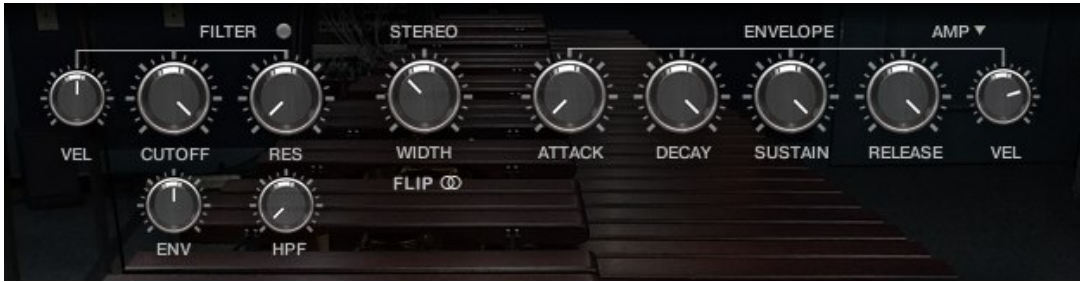 FILTER STEREO ENVELOPE AMP
VEL CUTOFF RES WIDTH ATTACK DECAY SUSTAIN RELEASE VEL
FLIP
ENV HPF